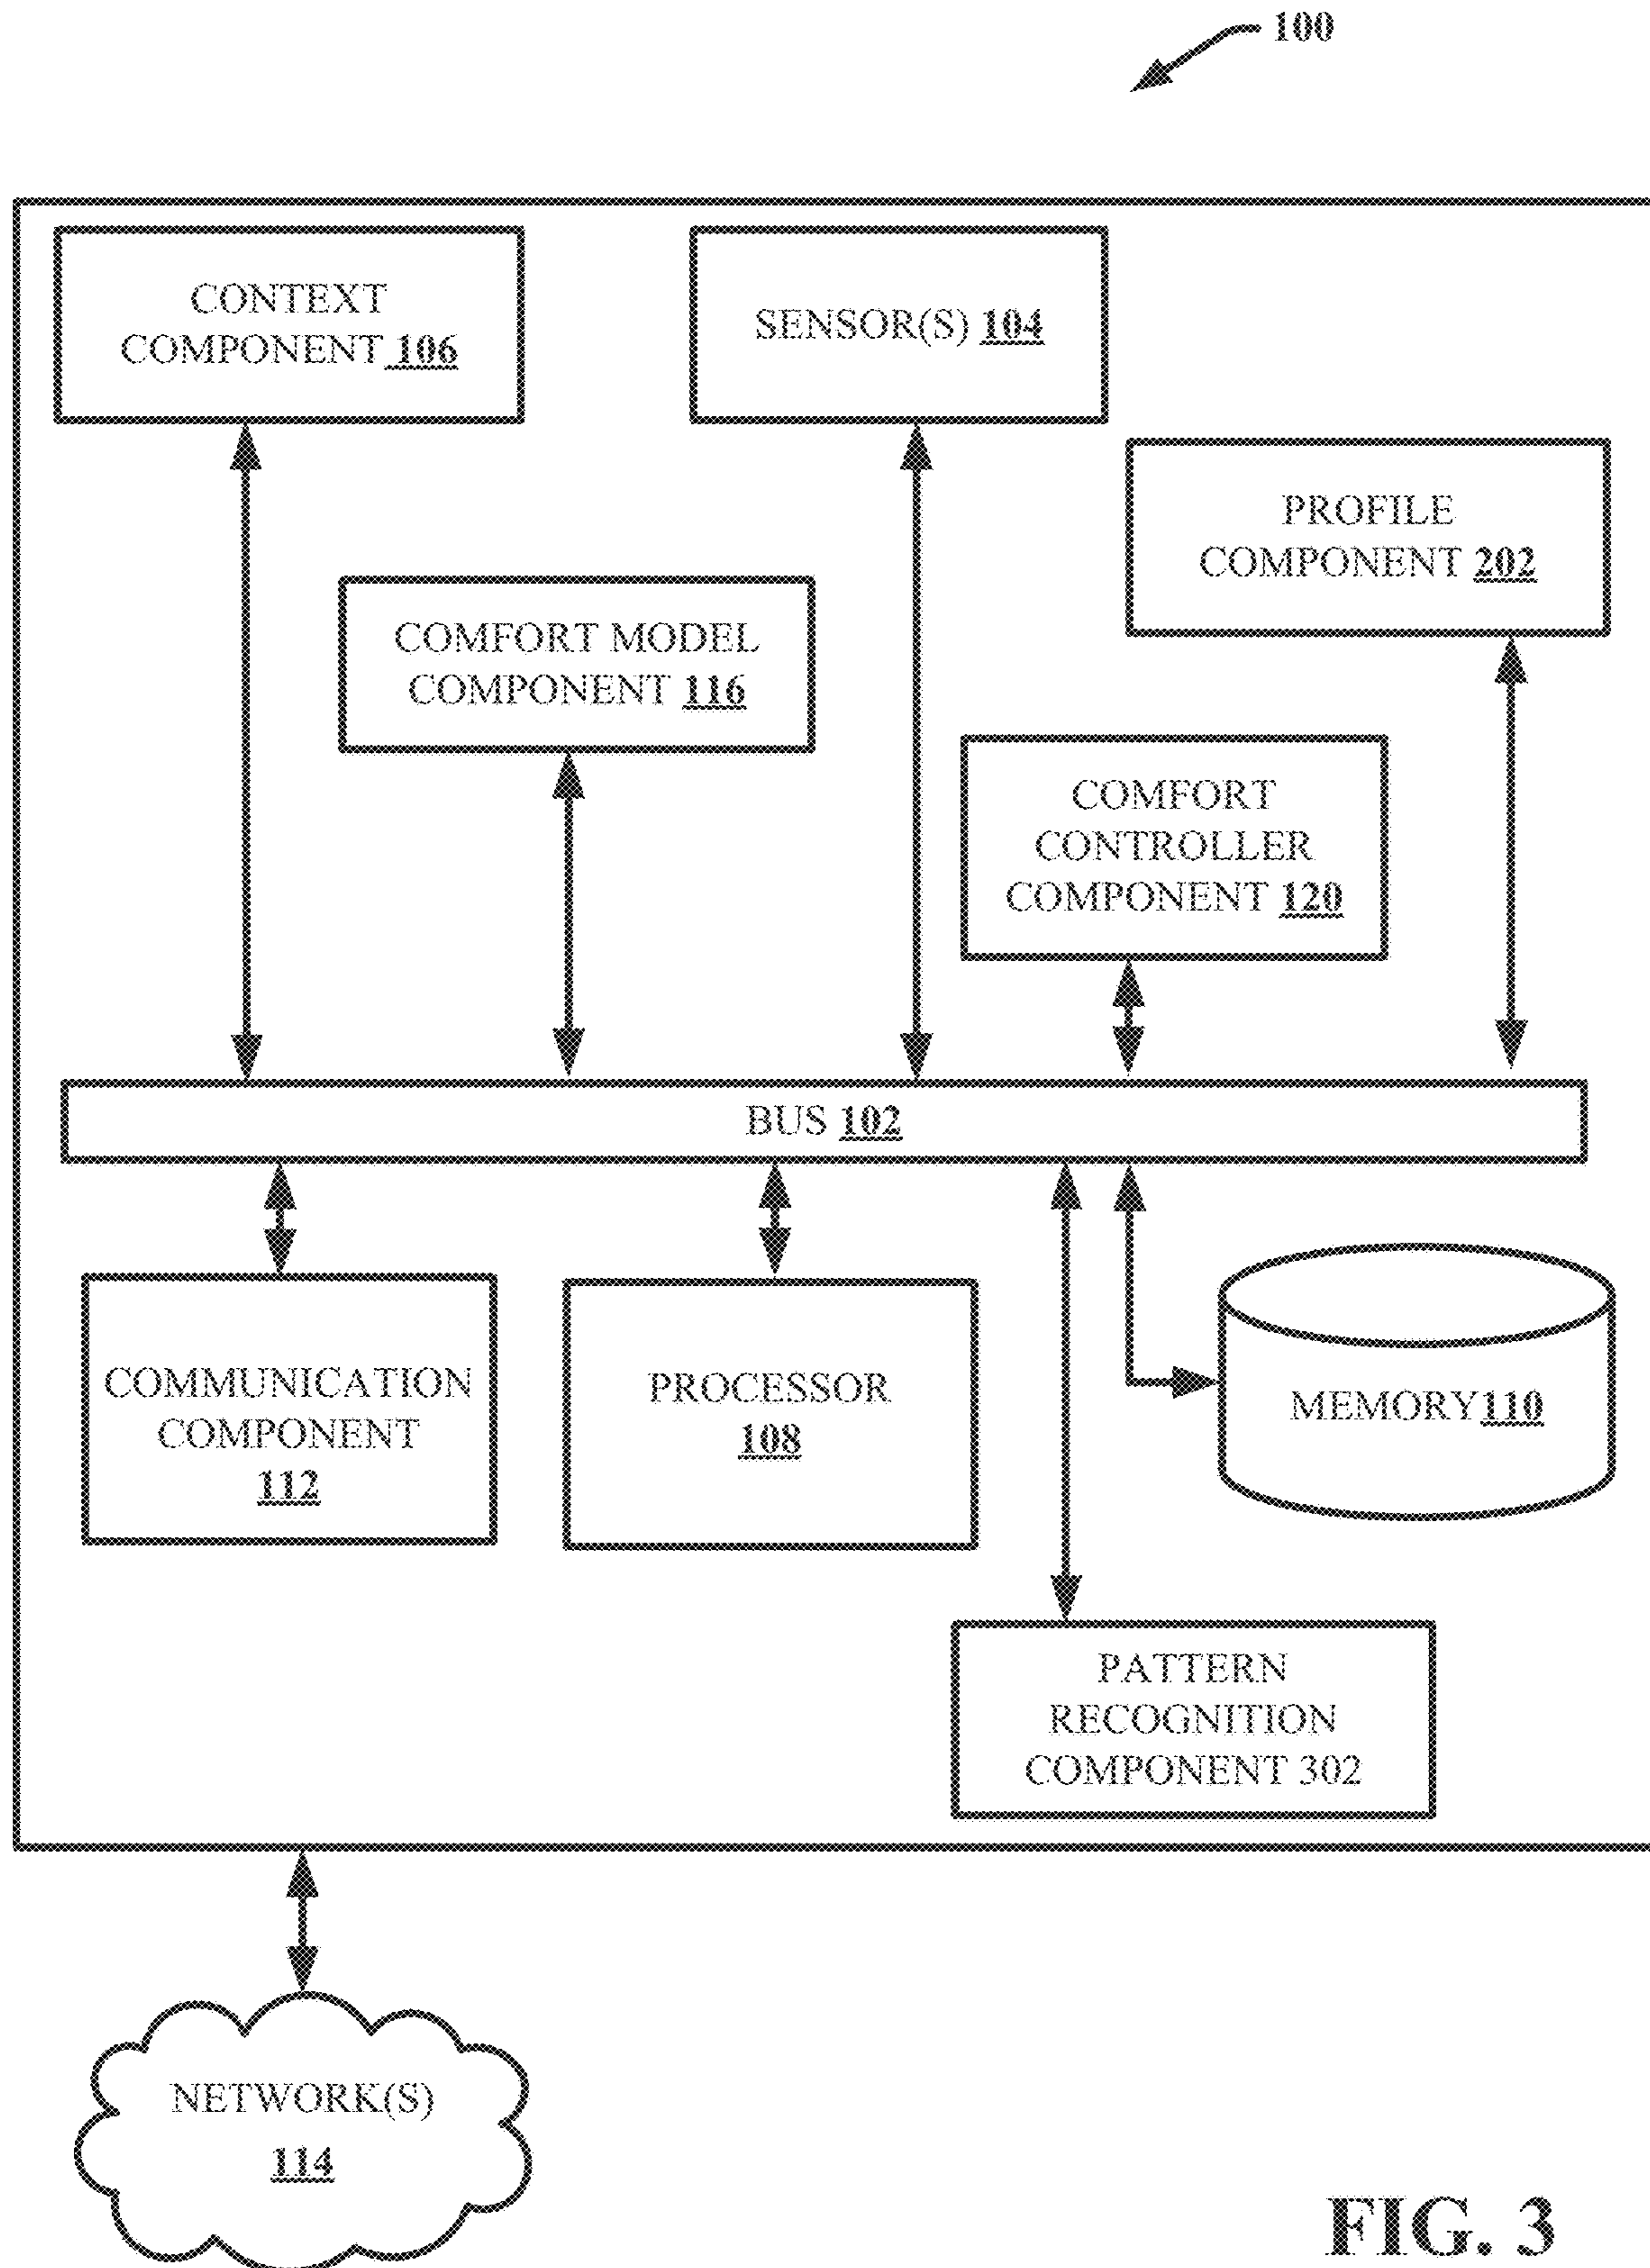 100
CONTEXT
COMPONENT 106
SENSOR(S) 104
PROFILE
COMPONENT 202
COMFORT MODEL
COMPONENT 116
COMFORT
CONTROLLER
COMPONENT 120
BUS 102
COMMUNICATION
COMPONENT
112
PROCESSOR
108
MEMORY110
PATTERN
RECOGNITION
COMPONENT 302
NETWORK(S)
114
FIG. 3